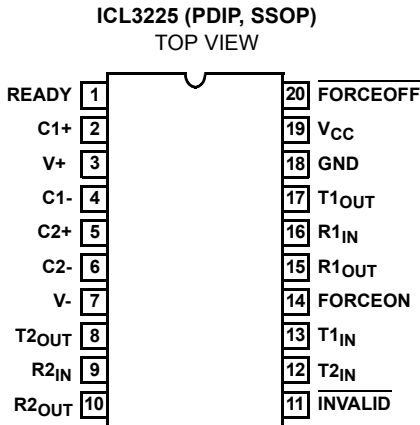 ICL3225 (PDIP, SSOP)
TOP VIEW
READY 1 20 FORCEOFF
C1+ 2 19 VCC
V+ 3 18 GND
C1- 4 17 T1OUT
C2+ 5 16 R1IN
C2- 6 15 R1OUT
V- 7 14 FORCEON
T2OUT 8 13 T1IN
R2IN 9 12 T2IN
R2OUT 10 11 INVALID